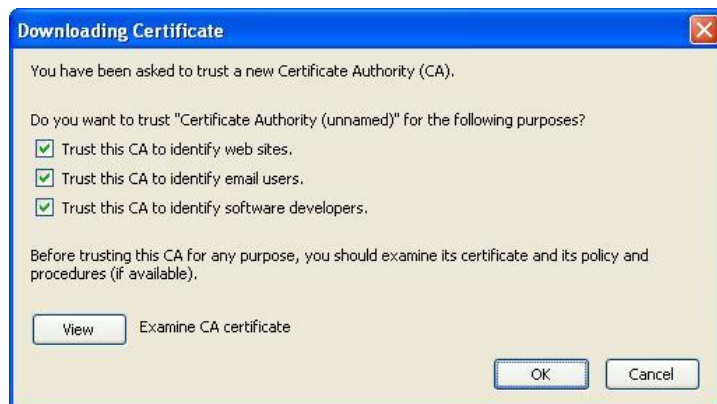 Downloading Certificate
You have been asked to trust a new Certificate Authority (CA).
Do you want to trust "Certificate Authority (unnamed)" for the following purposes?
Trust this CA to identify web sites.
Trust this CA to identify email users.
Trust this CA to identify software developers.
Before trusting this CA for any purpose, you should examine its certificate and its policy and
procedures (if available).
View Examine CA certificate
OK Cancel